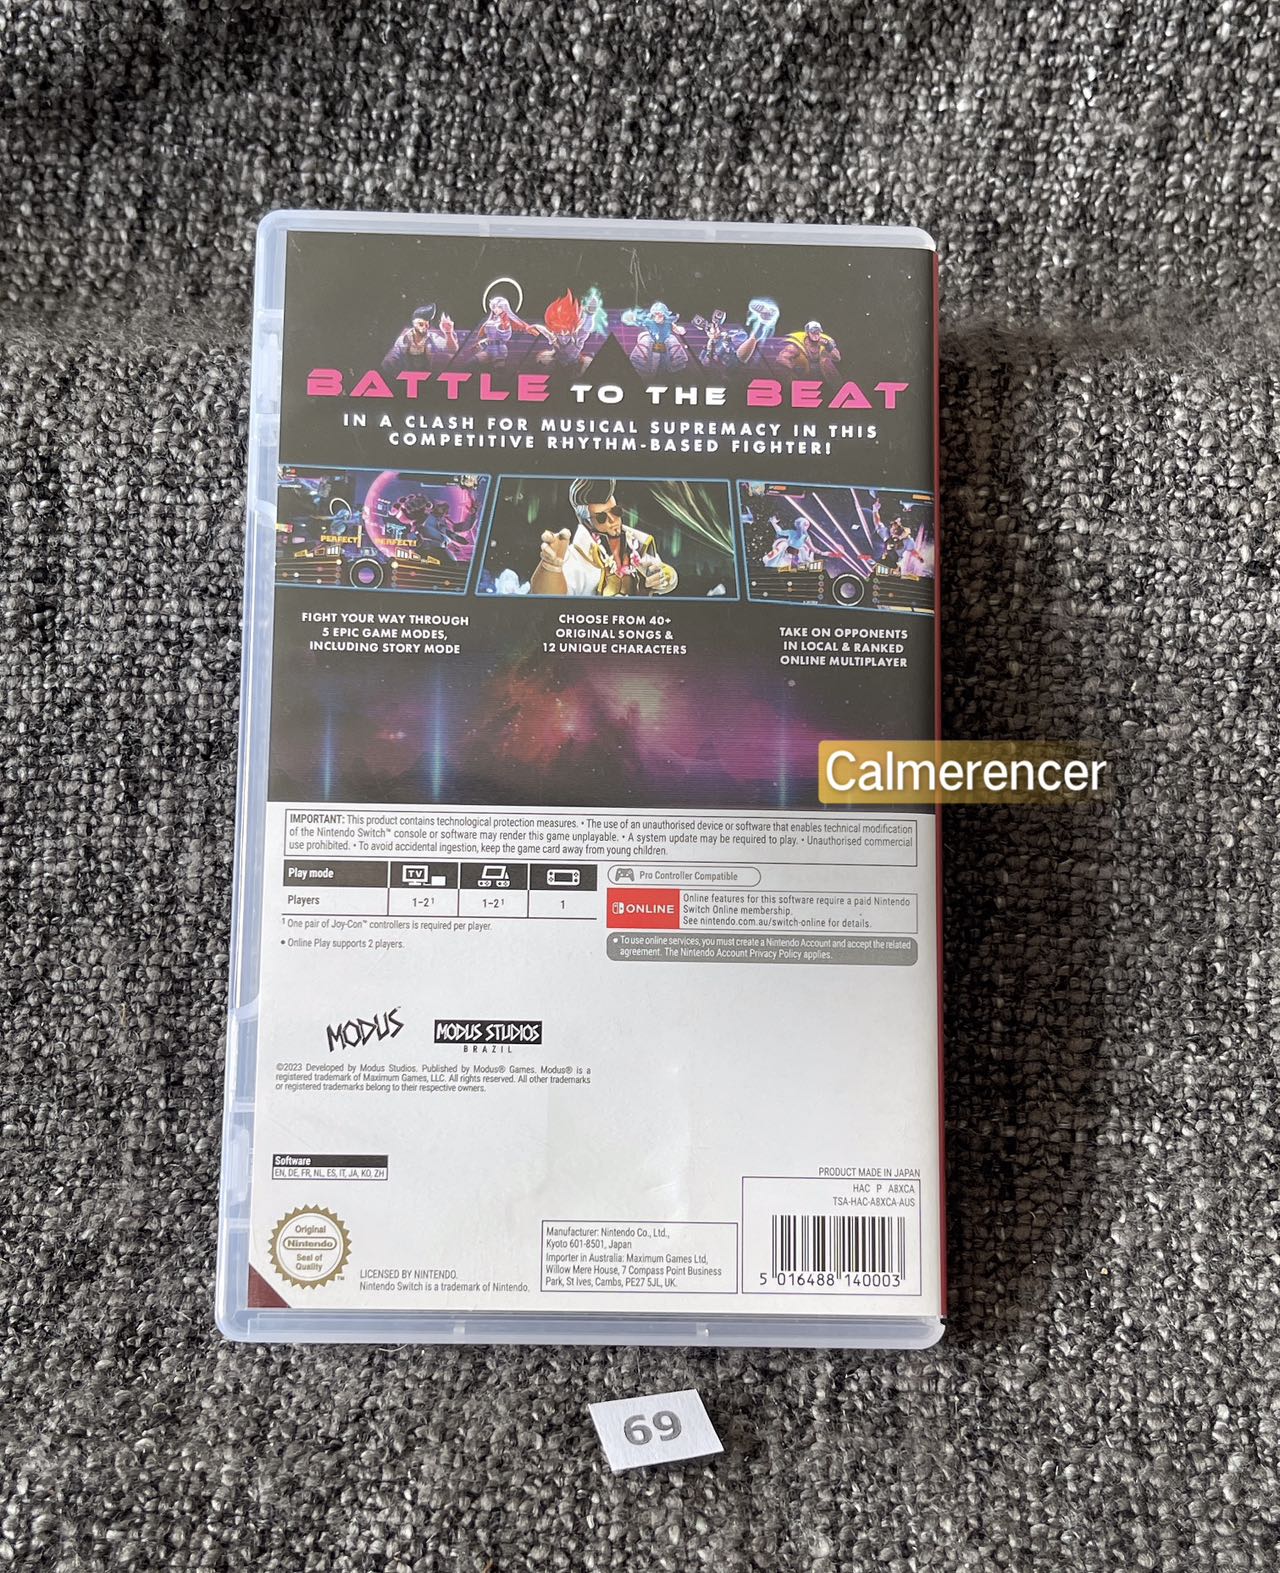 BATTLE TO THE BEAT
IN A CLASH FOR MUSICAL SUPREMACY IN THIS
COMPETITIVE RHYTHM-BASED FIGHTER!
PERFECT! PERFECT!
FIGHT YOUR WAY THROUGH
5 EPIC GAME MODES,
INCLUDING STORY MODE
CHOOSE FROM 40+
ORIGINAL SONGS &
12 UNIQUE CHARACTERS
TAKE ON OPPONENTS
IN LOCAL & RANKED
ONLINE MULTIPLAYER
Calmerencer
IMPORTANT: This product contains technological protection measures. • The use of an unauthorised device or software that enables technical modification
of the Nintendo Switch™ console or software may render this game unplayable. • A system update may be required to play. • Unauthorised commercial
use prohibited. • To avoid accidental ingestion, keep the game card away from young children.
Play mode
TV
Players
1-2¹
1-2¹
1
¹ One pair of Joy-Con™ controllers is required per player.
• Online Play supports 2 players.
Pro Controller Compatible
ONLINE
Online features for this software require a paid Nintendo
Switch Online membership.
See nintendo.com.au/switch-online for details.
• To use online services, you must create a Nintendo Account and accept the related
agreement. The Nintendo Account Privacy Policy applies.
MODUS™
MODUS STUDIOS
BRAZIL
©2023 Developed by Modus Studios. Published by Modus® Games. Modus® is a
registered trademark of Maximum Games, LLC. All rights reserved. All other trademarks
or registered trademarks belong to their respective owners.
Software
EN, DE, FR, NL, ES, IT, JA, KO, ZH
Original
Nintendo
Seal of
Quality
™
LICENSED BY NINTENDO.
Nintendo Switch is a trademark of Nintendo.
Manufacturer: Nintendo Co., Ltd.,
Kyoto 601-8501, Japan
Importer in Australia: Maximum Games Ltd,
Willow Mere House, 7 Compass Point Business
Park, St Ives, Cambs, PE27 5JL, UK.
PRODUCT MADE IN JAPAN
HAC P A8XCA
TSA-HAC-A8XCA-AUS
5 016488 140003
69